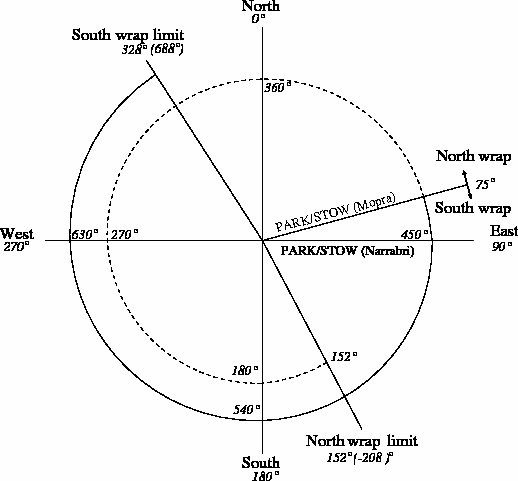 North
0°
South wrap limit
328° (688°)
360°
North wrap
75°
South wrap
PARK/STOW (Mopra)
West
270°
630°
270°
450°
East
90°
PARK/STOW (Narrabri)
152°
180°
540°
North wrap limit
152° (-208 )°
South
180°